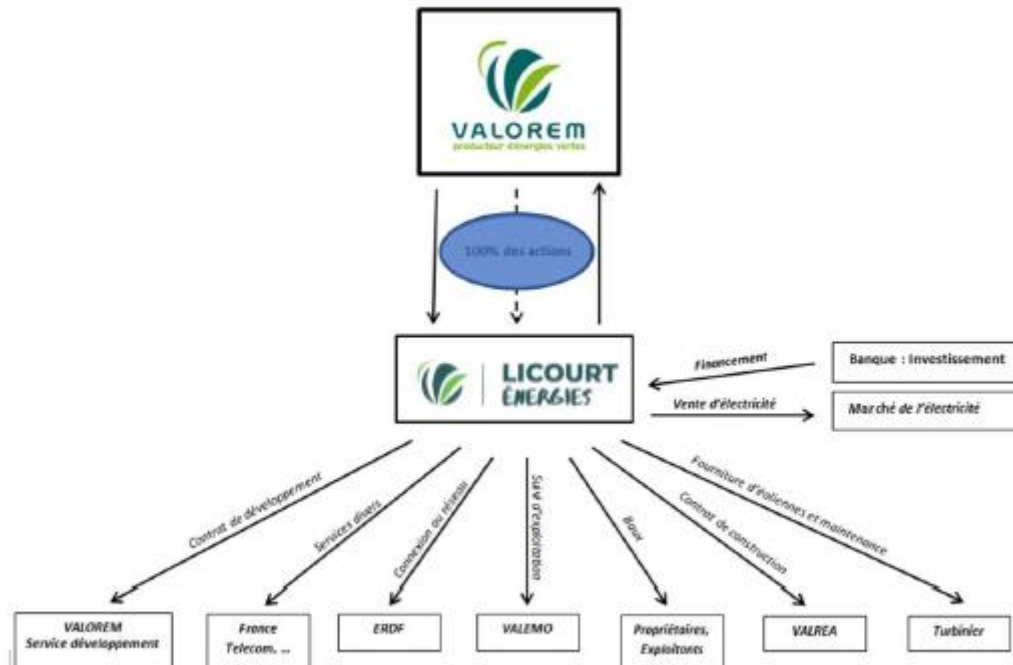 VALOREM
producteur d'énergies vertes
100% des actions
LICOURT
ÉNERGIES
Financement
Banque : Investissement
Vente d'électricité
Marché de l'électricité
Contrat de développement
Services divers
Connexion au réseau
Suivi d'exploitation
Baux
Contrat de construction
Fourniture d'éoliennes et maintenance
VALOREM
Service développement
France
Telecom, ...
ERDF
VALEMO
Propriétaires,
Exploitants
VALREA
Turbinier